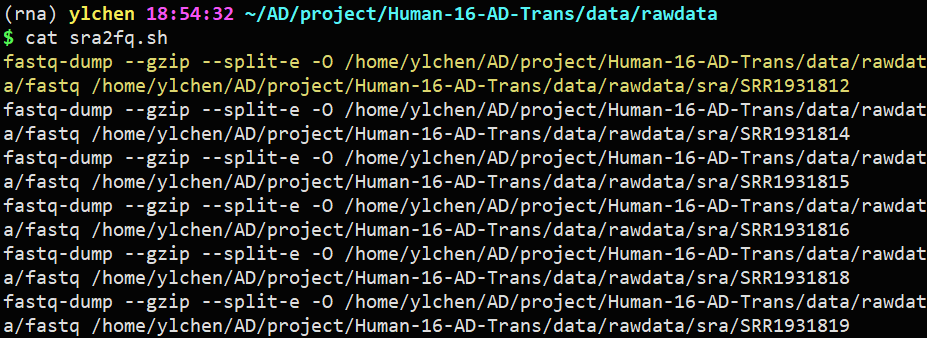 (rna) ylchen 18:54:32 ~/AD/project/Human-16-AD-Trans/data/rawdata
$ cat sra2fq.sh
fastq-dump --gzip --split-e -O /home/ylchen/AD/project/Human-16-AD-Trans/data/rawdat
a/fastq /home/ylchen/AD/project/Human-16-AD-Trans/data/rawdata/sra/SRR1931812
fastq-dump --gzip --split-e -O /home/ylchen/AD/project/Human-16-AD-Trans/data/rawdat
a/fastq /home/ylchen/AD/project/Human-16-AD-Trans/data/rawdata/sra/SRR1931814
fastq-dump --gzip --split-e -O /home/ylchen/AD/project/Human-16-AD-Trans/data/rawdat
a/fastq /home/ylchen/AD/project/Human-16-AD-Trans/data/rawdata/sra/SRR1931815
fastq-dump --gzip --split-e -O /home/ylchen/AD/project/Human-16-AD-Trans/data/rawdat
a/fastq /home/ylchen/AD/project/Human-16-AD-Trans/data/rawdata/sra/SRR1931816
fastq-dump --gzip --split-e -O /home/ylchen/AD/project/Human-16-AD-Trans/data/rawdat
a/fastq /home/ylchen/AD/project/Human-16-AD-Trans/data/rawdata/sra/SRR1931818
fastq-dump --gzip --split-e -O /home/ylchen/AD/project/Human-16-AD-Trans/data/rawdat
a/fastq /home/ylchen/AD/project/Human-16-AD-Trans/data/rawdata/sra/SRR1931819